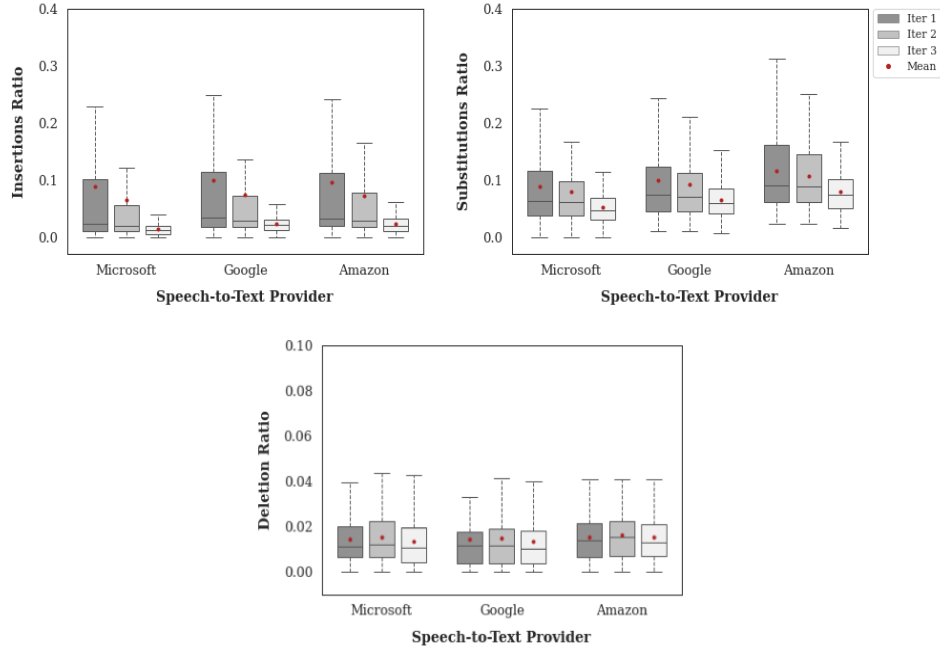 Insertions Ratio
0.4
0.3
0.2
0.1
0.0
Microsoft Google Amazon
Speech-to-Text Provider
Substitutions Ratio
0.4
0.3
0.2
0.1
0.0
Microsoft Google Amazon
Speech-to-Text Provider
Iter 1
Iter 2
Iter 3
Mean
Deletion Ratio
0.10
0.08
0.06
0.04
0.02
0.00
Microsoft Google Amazon
Speech-to-Text Provider